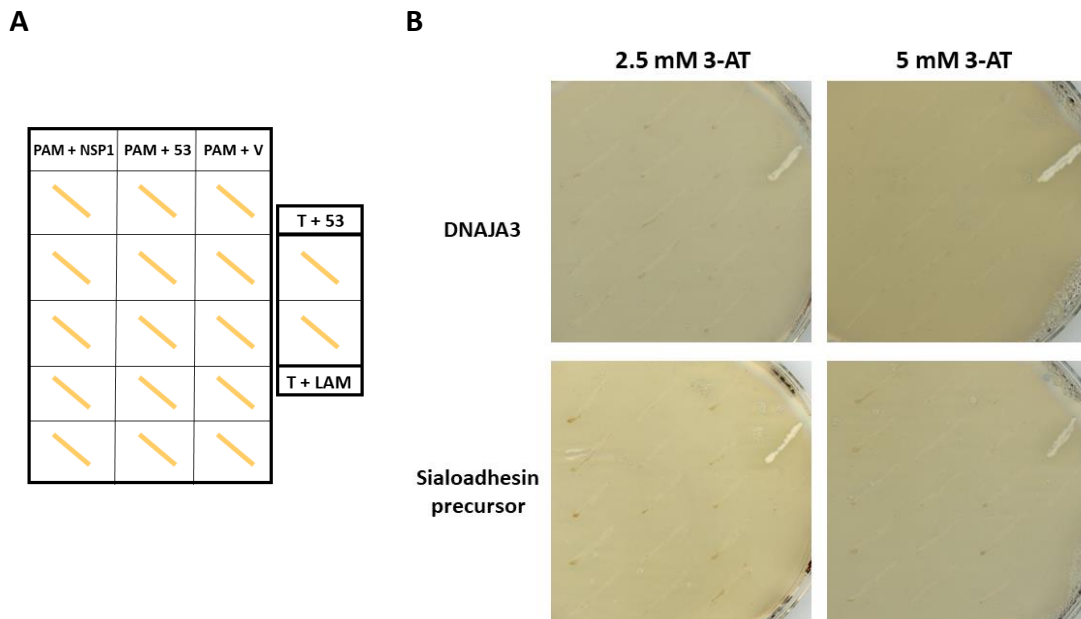 A
B
2.5 mM 3-AT
5 mM 3-AT
PAM + NSP1
PAM + 53
PAM + V
T + 53
T + LAM
DNAJA3
Sialoadhesin
precursor